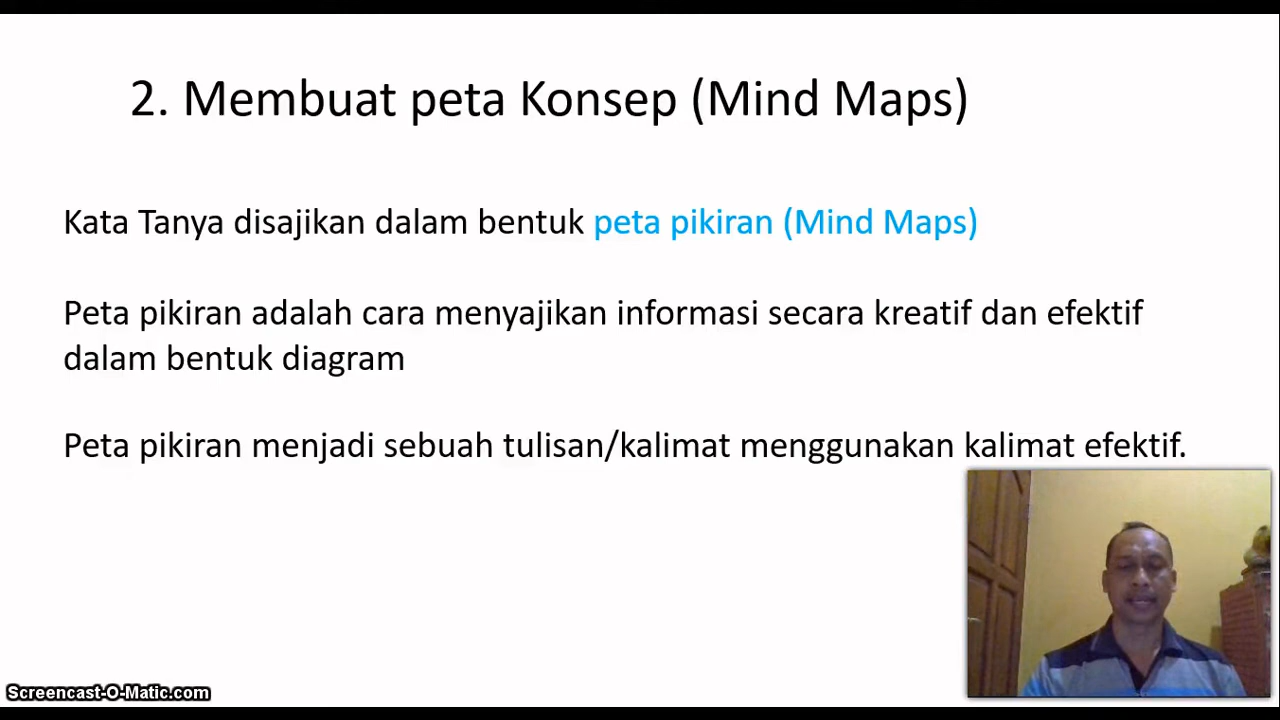 2. Membuat peta Konsep (Mind Maps)
Kata Tanya disajikan dalam bentuk peta pikiran (Mind Maps)
Peta pikiran adalah cara menyajikan informasi secara kreatif dan efektif
dalam bentuk diagram
Peta pikiran menjadi sebuah tulisan/kalimat menggunakan kalimat efektif.
Screencast-O-Matic.com